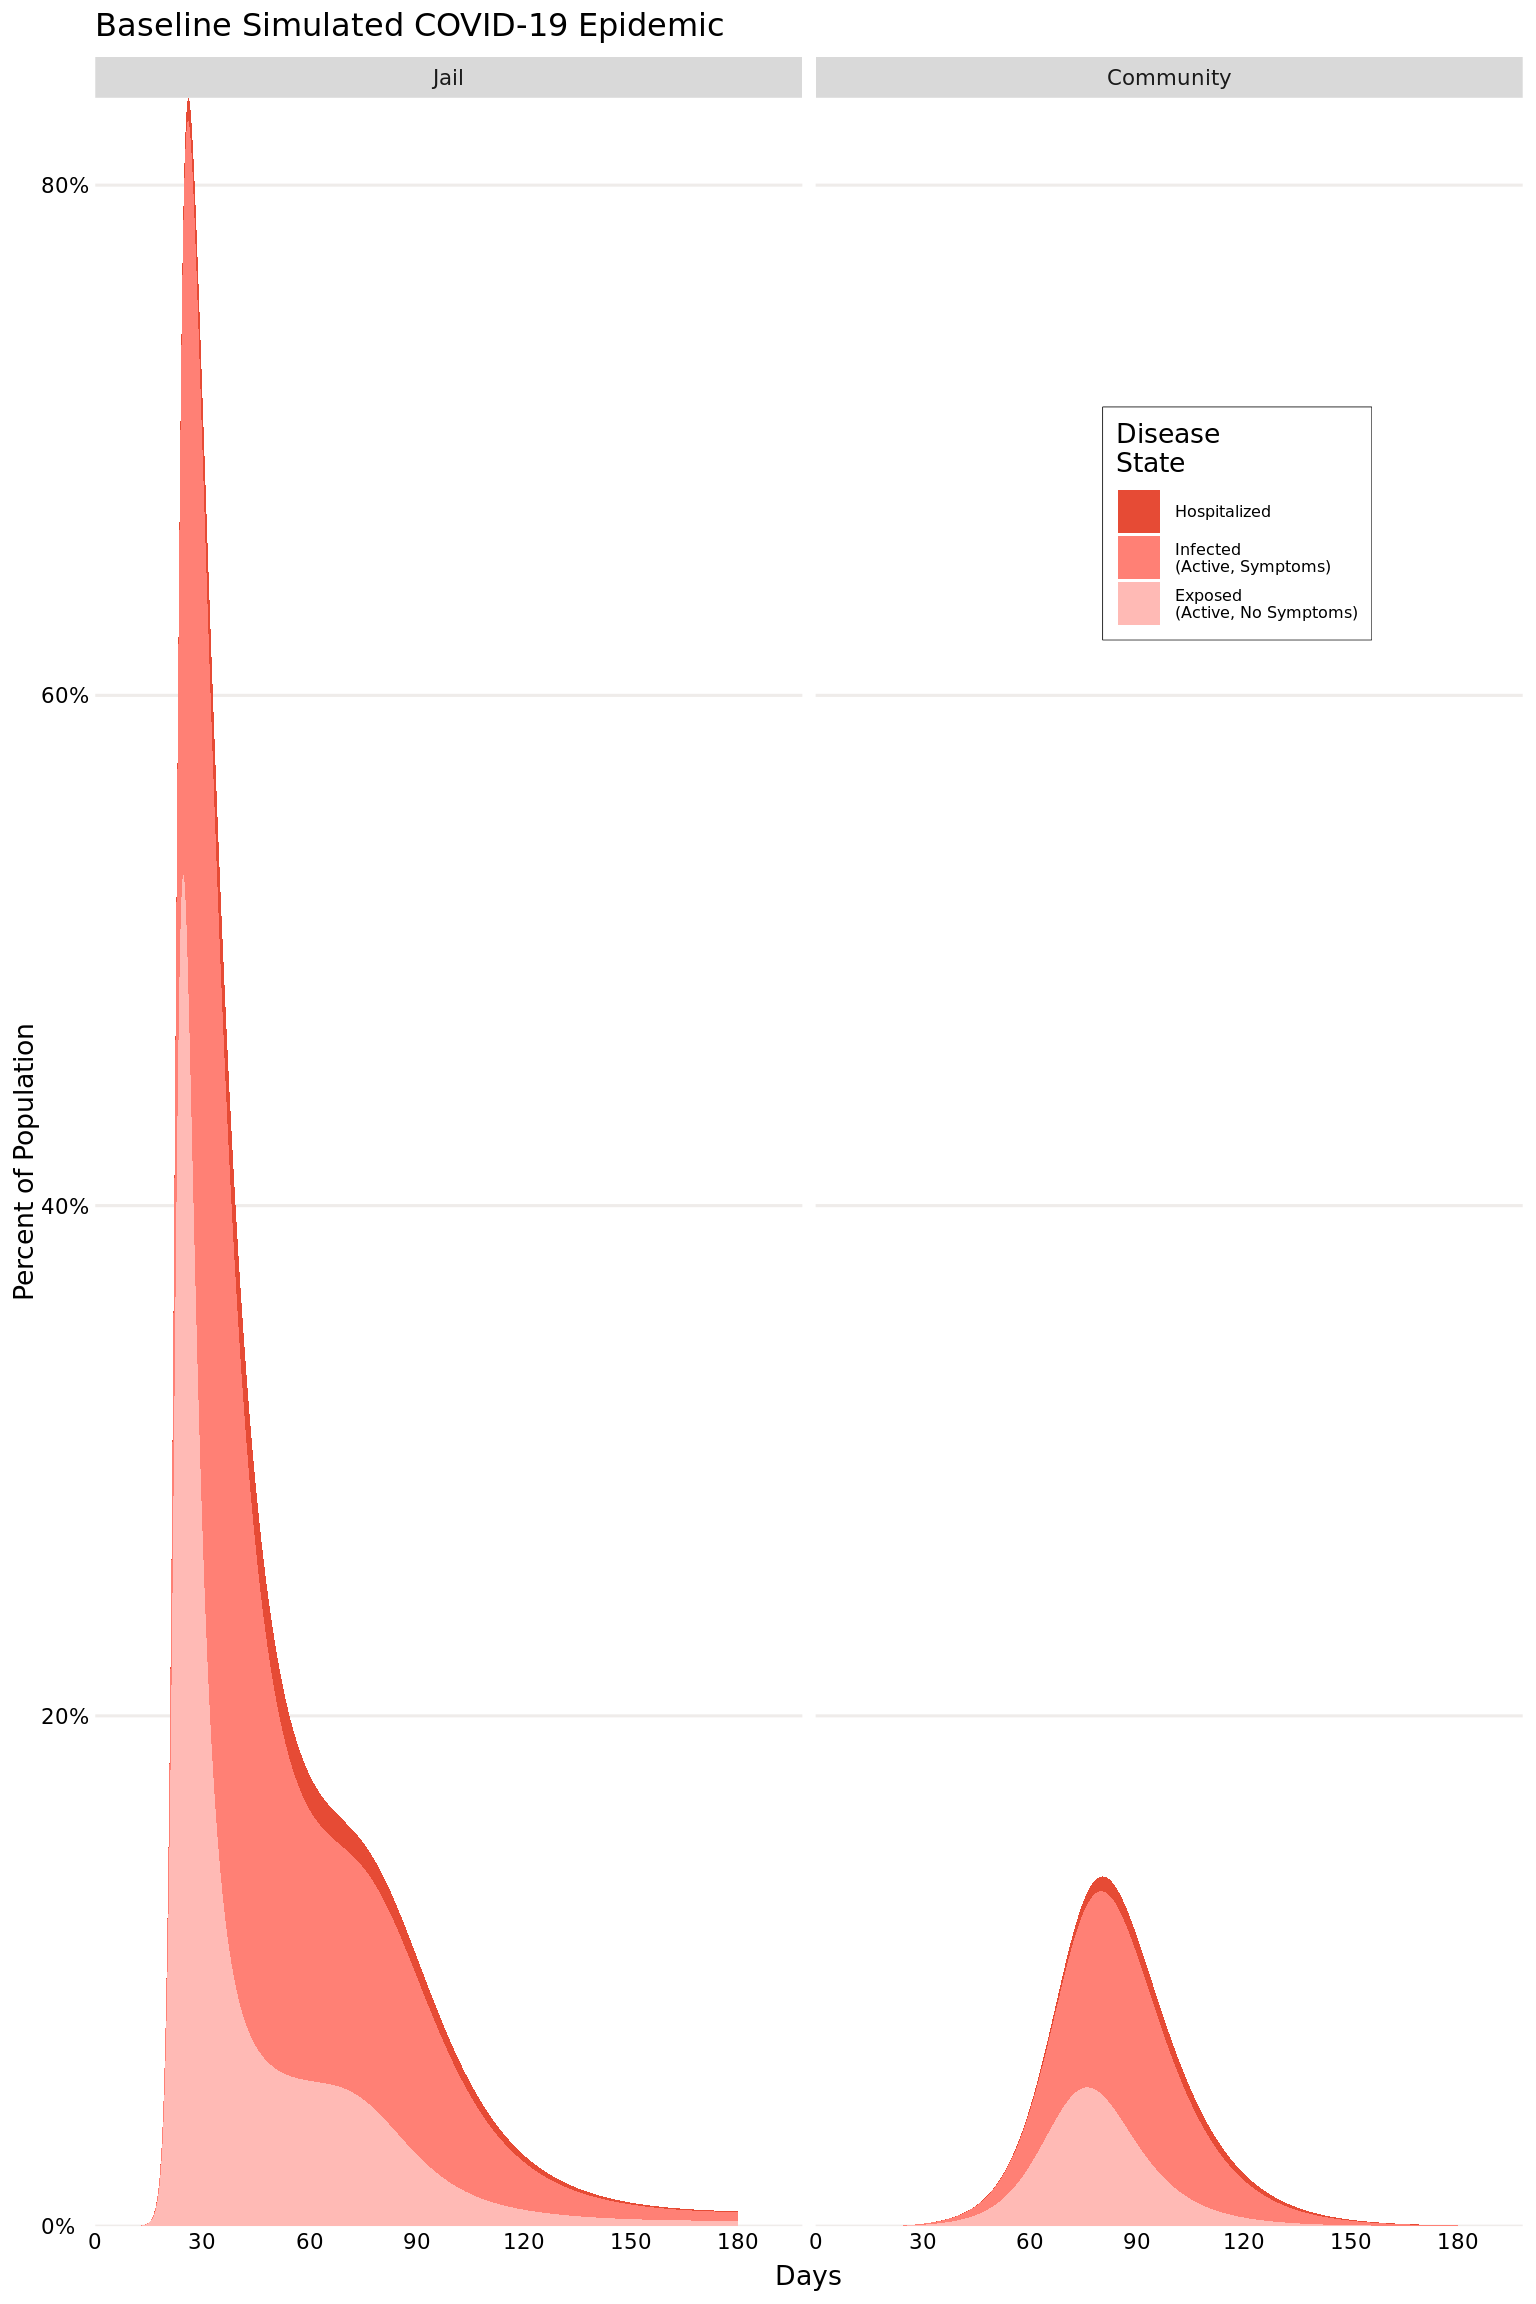 Baseline Simulated COVID-19 Epidemic
Jail
Community
80%
60%
40%
20%
0%
Percent of Population
Disease
State
Hospitalized
Infected
(Active, Symptoms)
Exposed
(Active, No Symptoms)
0 30 60 90 120 150 180
0 30 60 90 120 150 180
Days